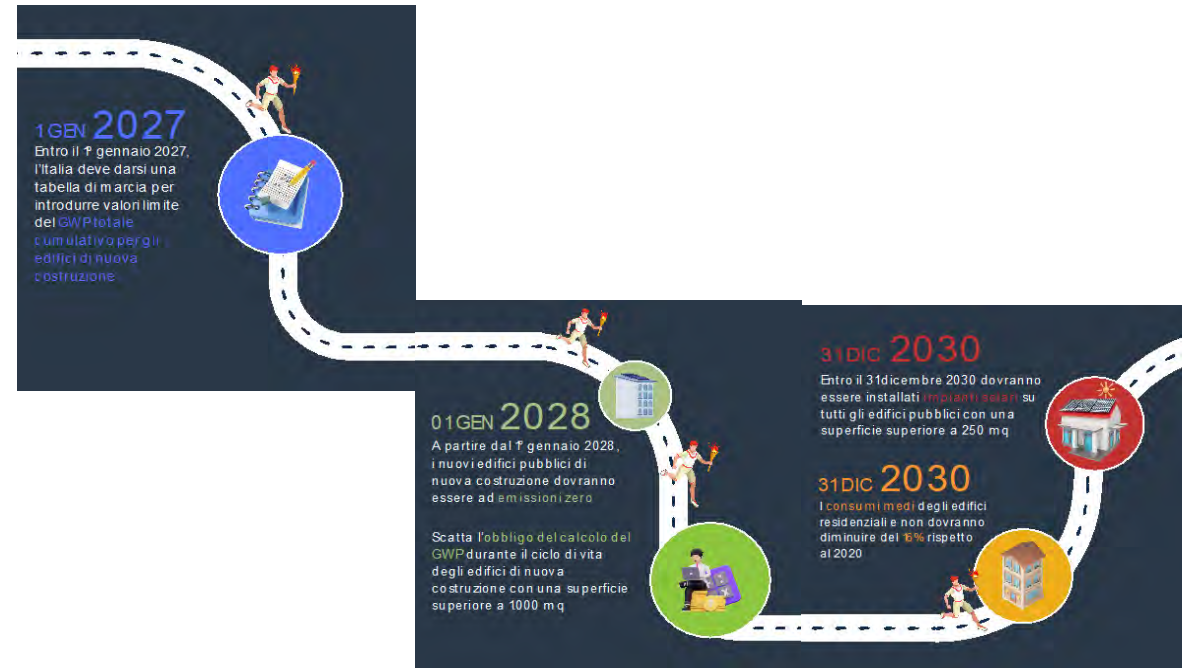 1 GEN 2027
Entro il 1° gennaio 2027,
l'Italia deve darsi una
tabella di marcia per
introdurre valori limite
del GWP totale
cumulativo per gli
edifici di nuova
costruzione
01 GEN 2028
A partire dal 1° gennaio 2028,
i nuovi edifici pubblici di
nuova costruzione dovranno
essere ad emissioni zero
Scatta l'obbligo del calcolo del
GWP durante il ciclo di vita
degli edifici di nuova
costruzione con una superficie
superiore a 1000 mq
31 DIC 2030
Entro il 31 dicembre 2030 dovranno
essere installati impianti solari su
tutti gli edifici pubblici con una
superficie superiore a 250 mq
31 DIC 2030
I consumi medi degli edifici
residenziali e non dovranno
diminuire del 16% rispetto
al 2020